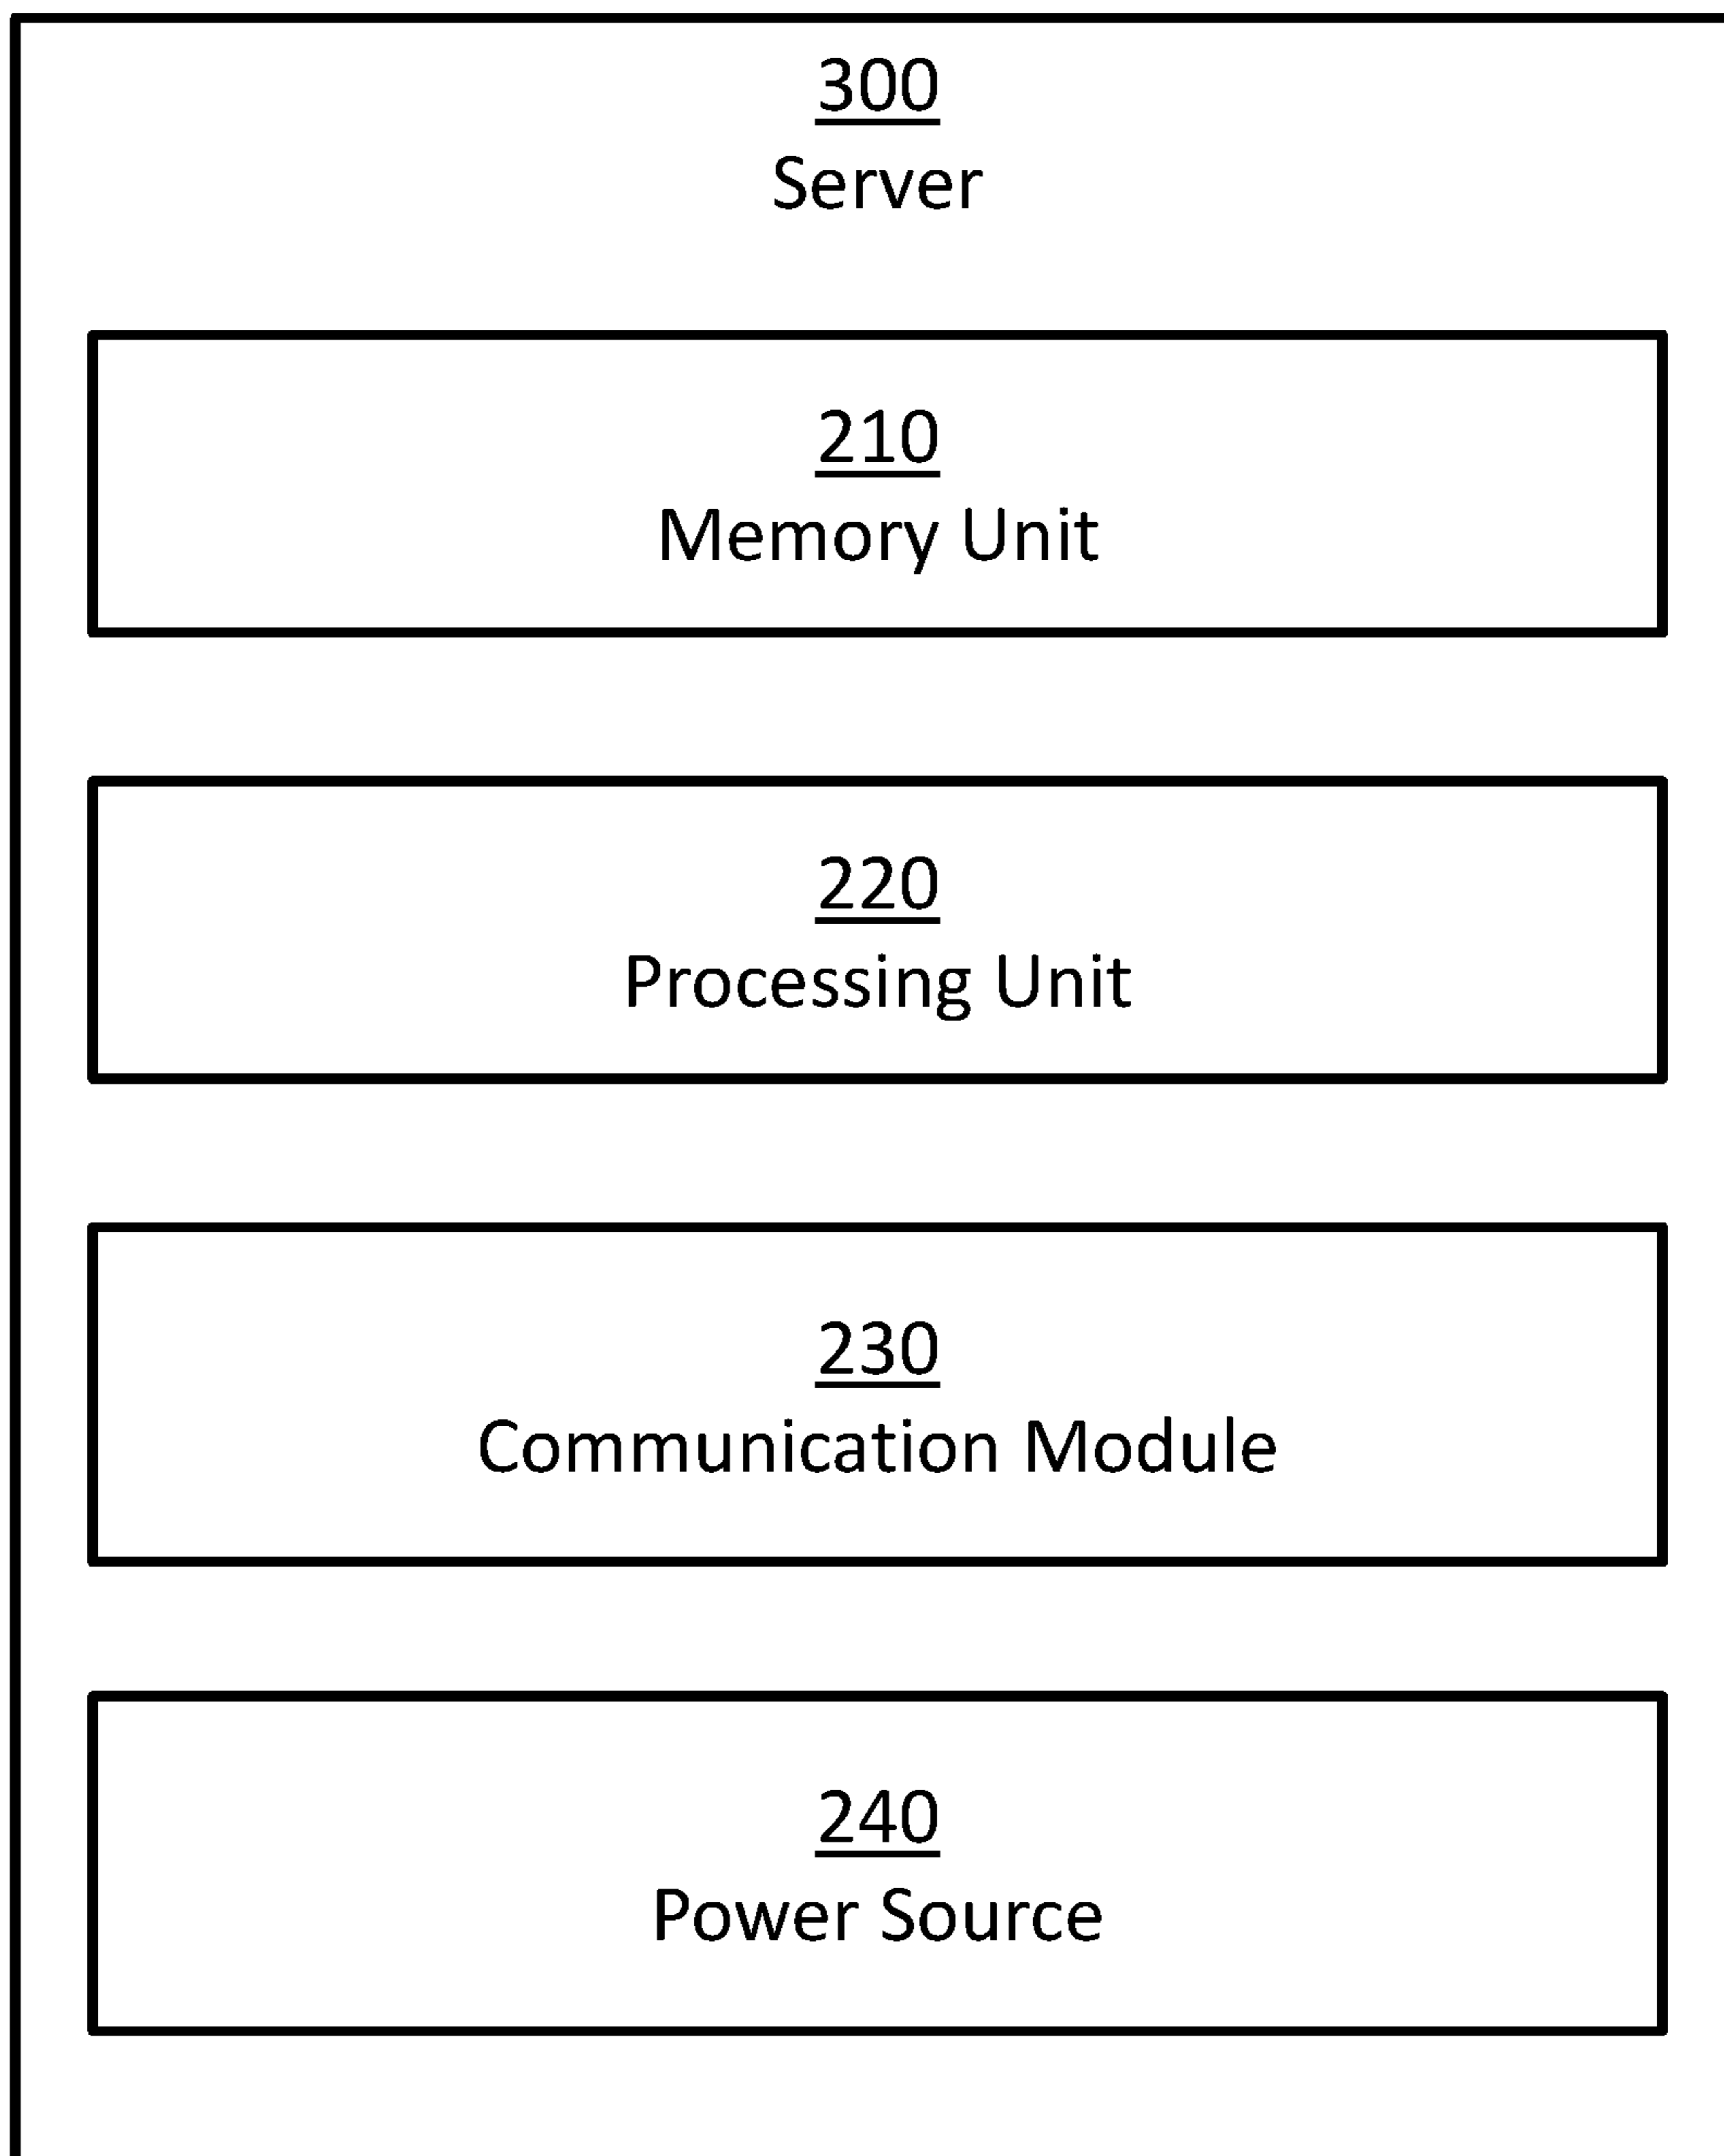 300
Server
210
Memory Unit
220
Processing Unit
230
Communication Module
240
Power Source